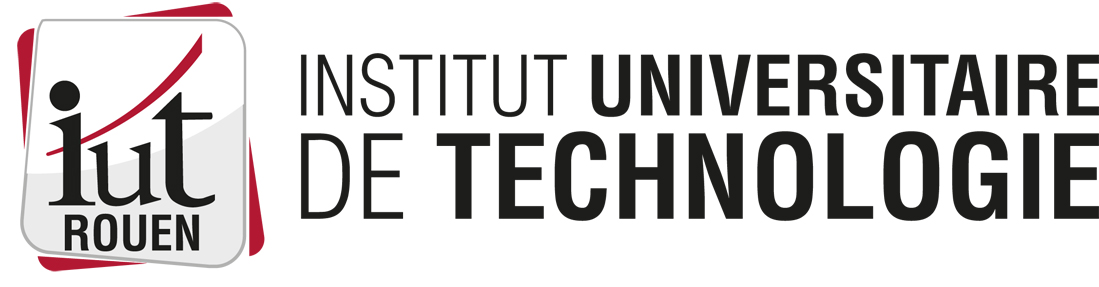 iut
ROUEN
INSTITUT UNIVERSITAIRE
DE TECHNOLOGIE